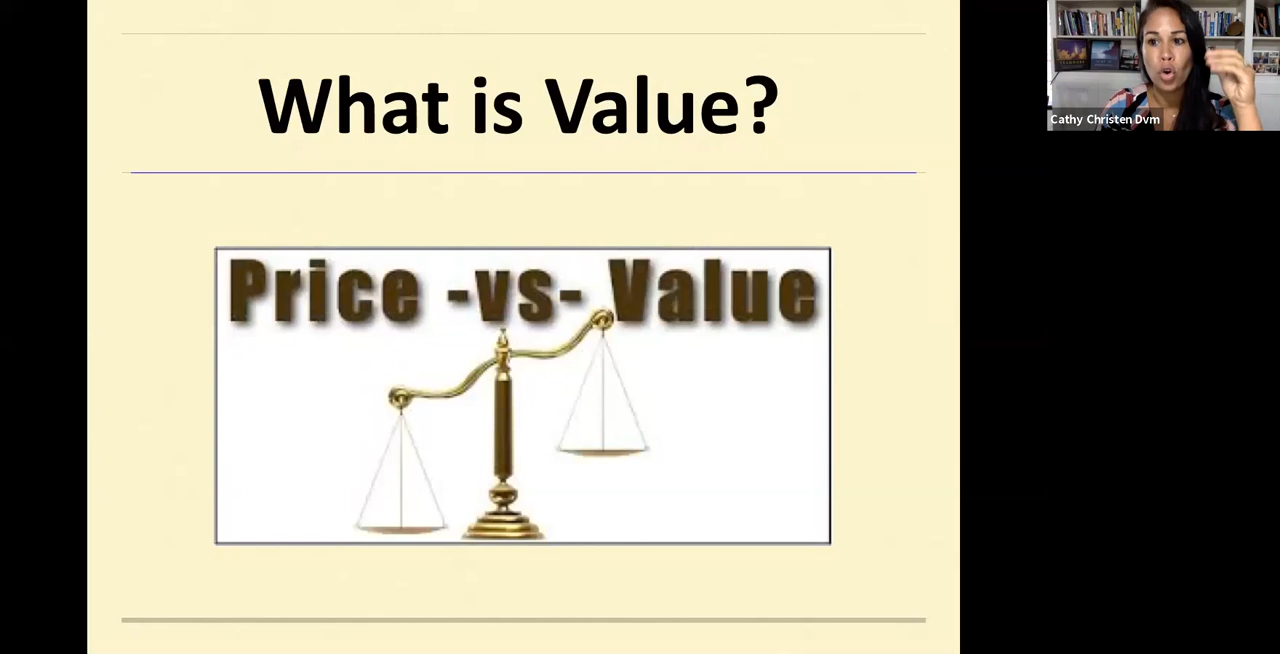 What is Value?
Price -vs- Value
Cathy Christen Dvm